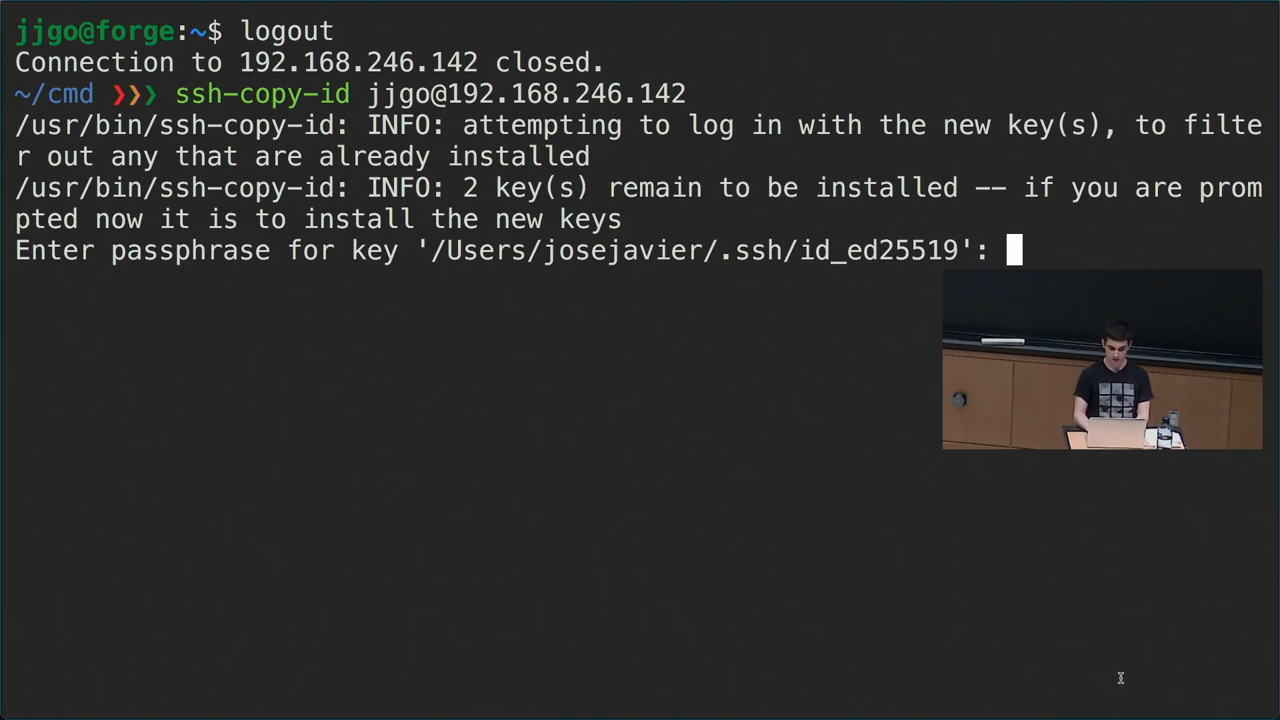 jjgo@forge:~$ logout
Connection to 192.168.246.142 closed.
~/cmd ❯❯❯ ssh-copy-id jjgo@192.168.246.142
/usr/bin/ssh-copy-id: INFO: attempting to log in with the new key(s), to filte
r out any that are already installed
/usr/bin/ssh-copy-id: INFO: 2 key(s) remain to be installed -- if you are prom
pted now it is to install the new keys
Enter passphrase for key '/Users/josejavier/.ssh/id_ed25519':